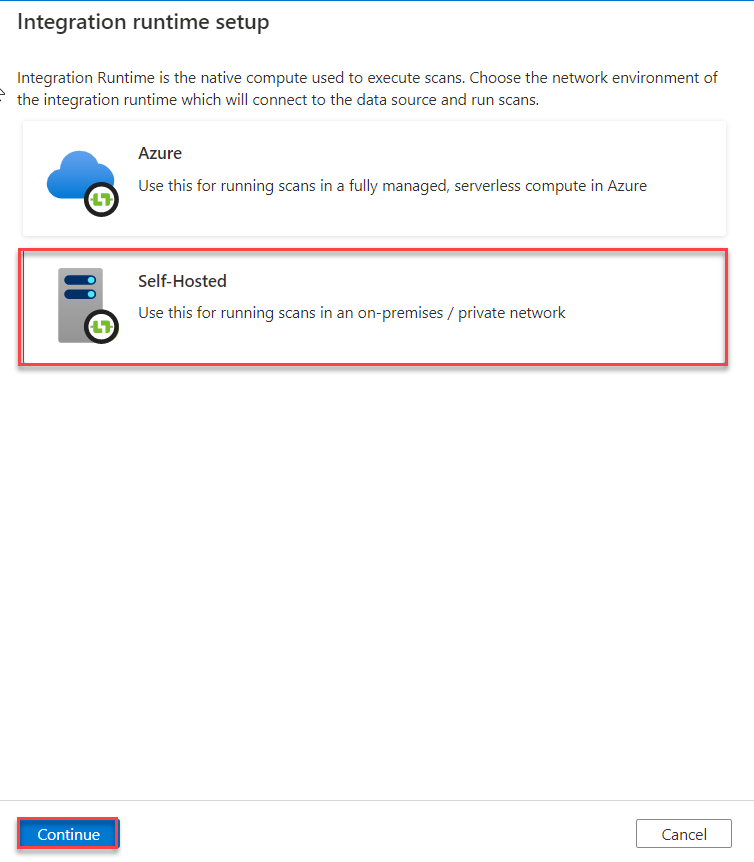 Integration runtime setup
Integration Runtime is the native compute used to execute scans. Choose the network environment of
the integration runtime which will connect to the data source and run scans.
Azure
Use this for running scans in a fully managed, serverless compute in Azure
Self-Hosted
Use this for running scans in an on-premises / private network
Continue
Cancel